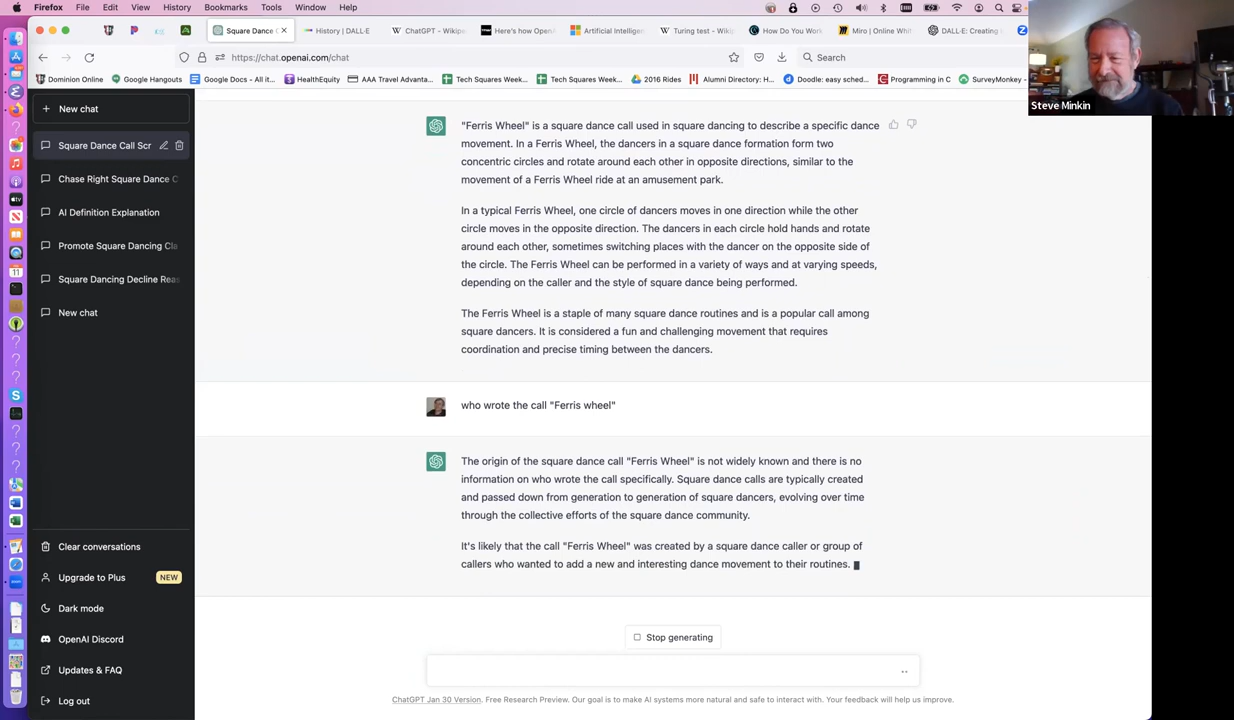 Firefox File Edit View History Bookmarks Tools Window Help
Square Dance C History | DALL·E ChatGPT - Wikipe Here's how OpenA Artificial Intellige Turing test - Wiki How Do You Work Miro | Online Whit DALL·E: Creating
https://chat.openai.com/chat Search
Dominion Online Google Hangouts Google Docs - All it... HealthEquity AAA Travel Advanta... Tech Squares Week... Tech Squares Week... 2016 Rides Alumni Directory: H... Doodle: easy sched... Programming in C SurveyMonkey
Steve Minkin
New chat
Square Dance Call Scr
Chase Right Square Dance C
AI Definition Explanation
Promote Square Dancing Cla
Square Dancing Decline Reas
New chat
Clear conversations
Upgrade to Plus NEW
Dark mode
OpenAI Discord
Updates & FAQ
Log out
"Ferris Wheel" is a square dance call used in square dancing to describe a specific dance
movement. In a Ferris Wheel, the dancers in a square dance formation form two
concentric circles and rotate around each other in opposite directions, similar to the
movement of a Ferris Wheel ride at an amusement park.
In a typical Ferris Wheel, one circle of dancers moves in one direction while the other
circle moves in the opposite direction. The dancers in each circle hold hands and rotate
around each other, sometimes switching places with the dancer on the opposite side of
the circle. The Ferris Wheel can be performed in a variety of ways and at varying speeds,
depending on the caller and the style of square dance being performed.
The Ferris Wheel is a staple of many square dance routines and is a popular call among
square dancers. It is considered a fun and challenging movement that requires
coordination and precise timing between the dancers.
who wrote the call "Ferris wheel"
The origin of the square dance call "Ferris Wheel" is not widely known and there is no
information on who wrote the call specifically. Square dance calls are typically created
and passed down from generation to generation of square dancers, evolving over time
through the collective efforts of the square dance community.
It's likely that the call "Ferris Wheel" was created by a square dance caller or group of
callers who wanted to add a new and interesting dance movement to their routines.
Stop generating
ChatGPT Jan 30 Version. Free Research Preview. Our goal is to make AI systems more natural and safe to interact with. Your feedback will help us improve.